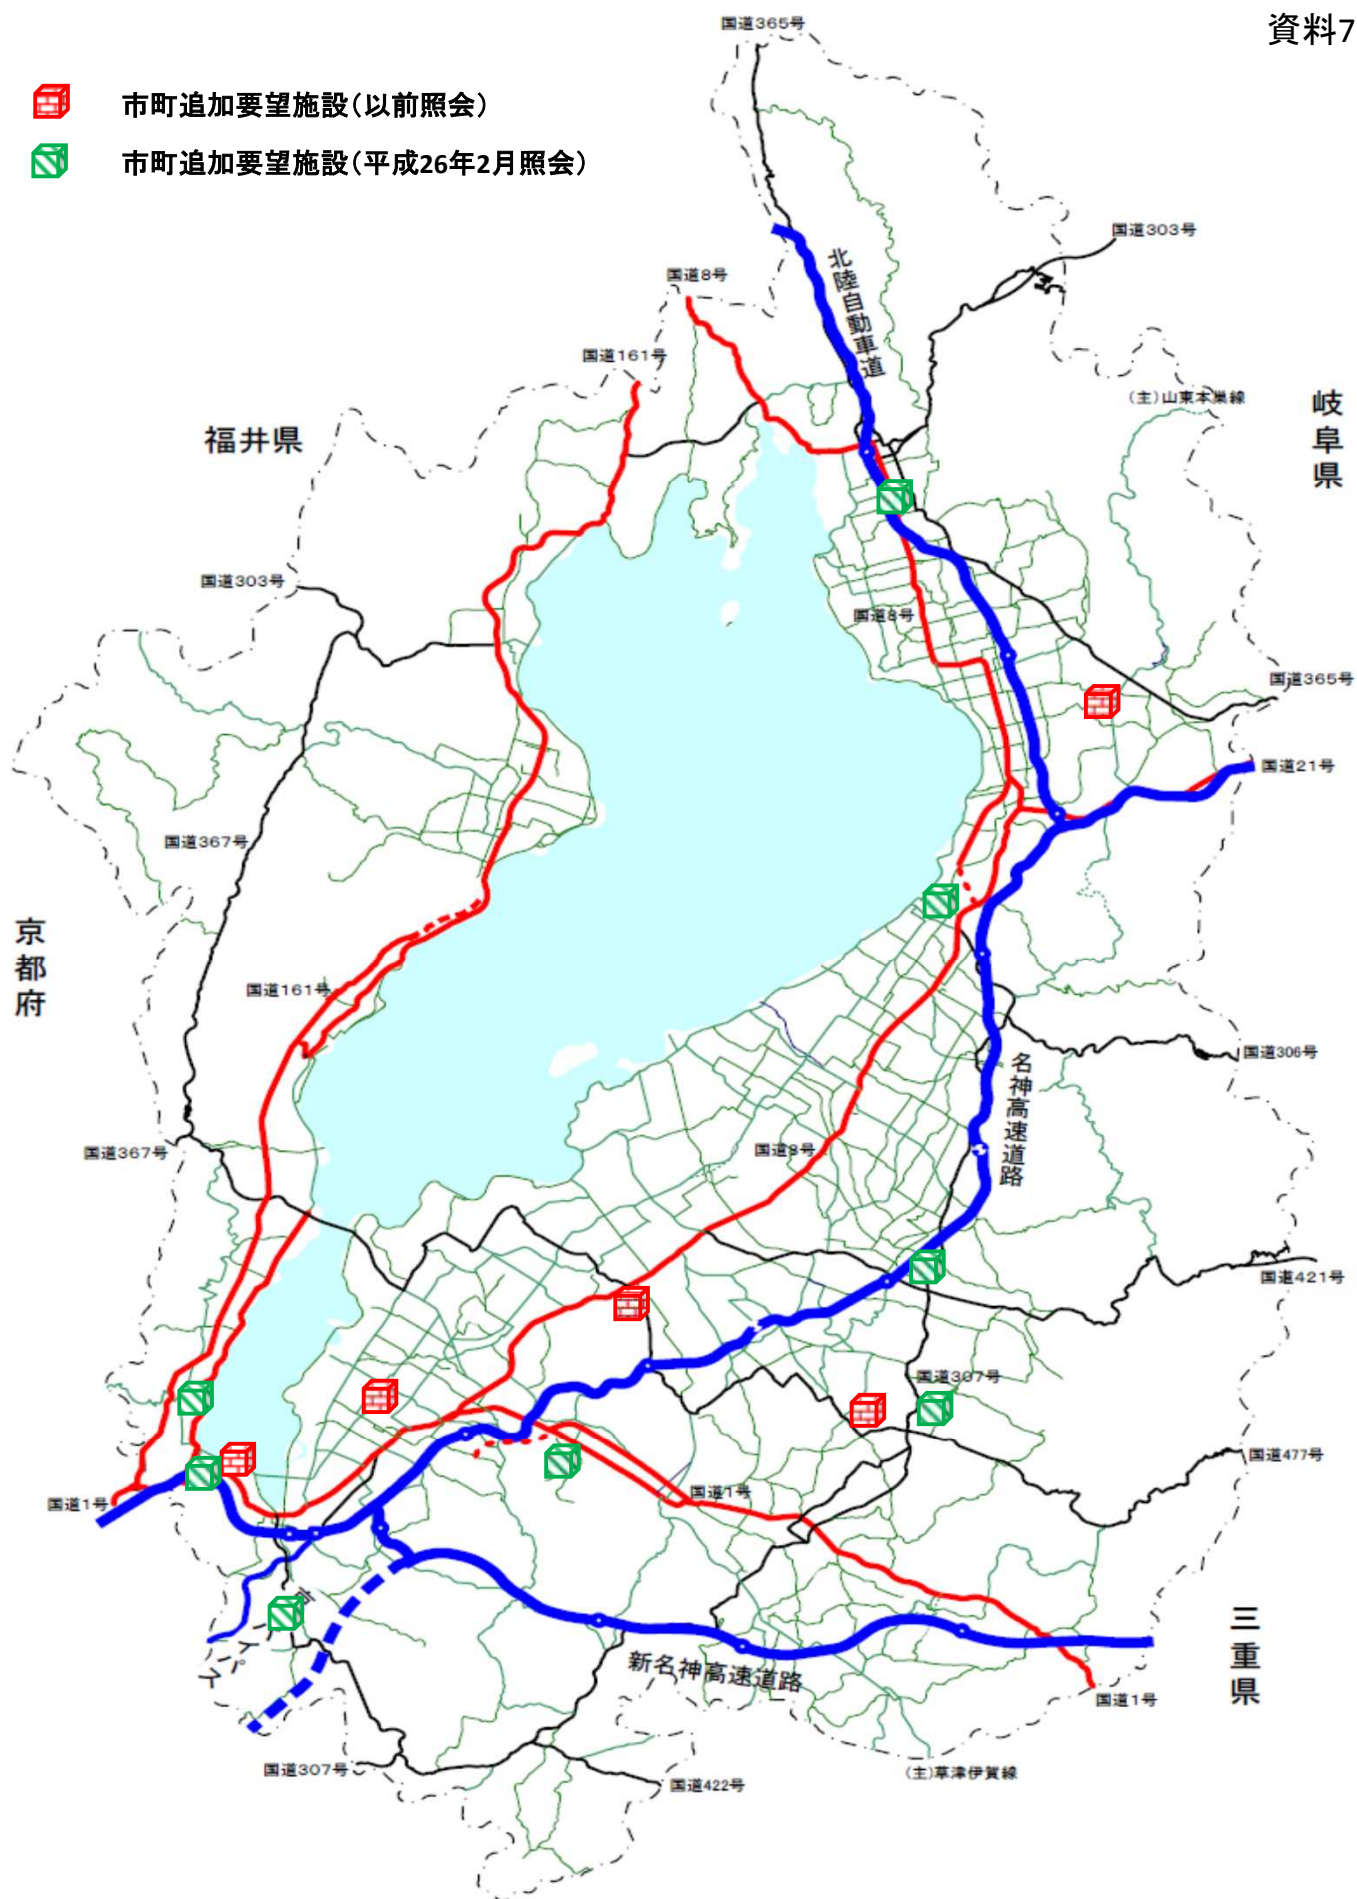 資料7
国道365号
市町追加要望施設（以前照会）
市町追加要望施設（平成26年2月照会）
国道303号
北陸自動車道
国道8号
国道161号
(主)山東本巣線
岐阜県
福井県
国道303号
国道8号
国道365号
国道21号
国道367号
京都府
国道161号
国道306号
名神高速道路
国道8号
国道367号
国道421号
国道307号
国道477号
国道1号
国道1号
バイパス
三重県
新名神高速道路
国道1号
国道307号
国道422号
(主)草津伊賀線